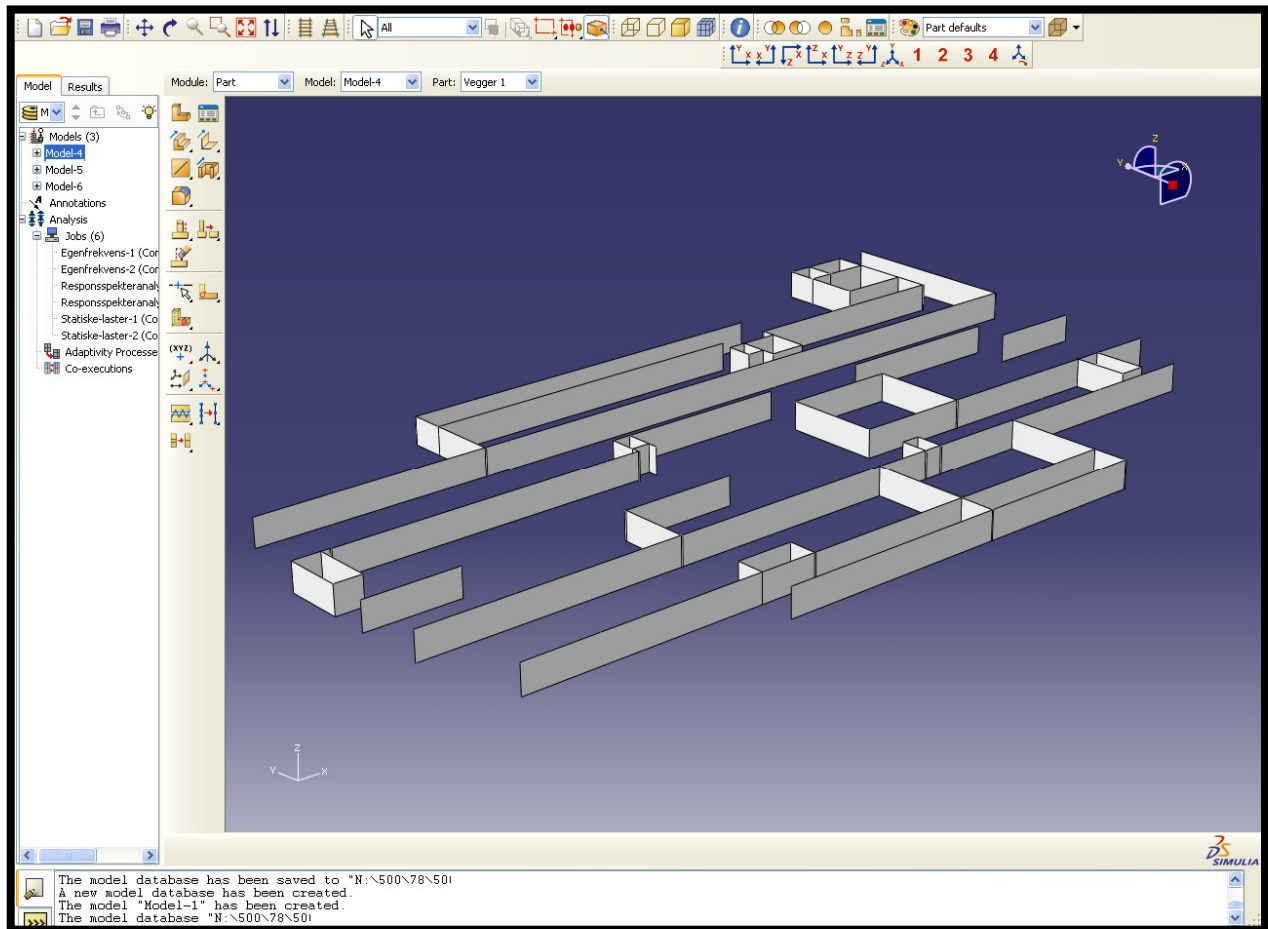 All
Part defaults
1 2 3 4
Model Results
Module: Part Model: Model-4 Part: Vegger 1
M
Models (3)
Model-4
Model-5
Model-6
Annotations
Analysis
Jobs (6)
Egenfrekvens-1 (Cor
Egenfrekvens-2 (Cor
Responsspekteranaly
Responsspekteranaly
Statiske-laster-1 (Co
Statiske-laster-2 (Co
Adaptivity Processe
Co-executions
(XYZ)
Z
Y
X
Z
Y
X
SIMULIA
The model database has been saved to "N:\500\78\50
A new model database has been created.
The model "Model-1" has been created.
The model database "N:\500\78\50
>>>